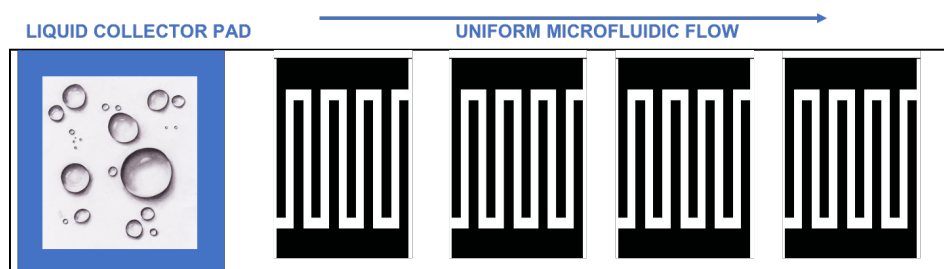 LIQUID COLLECTOR PAD
UNIFORM MICROFLUIDIC FLOW